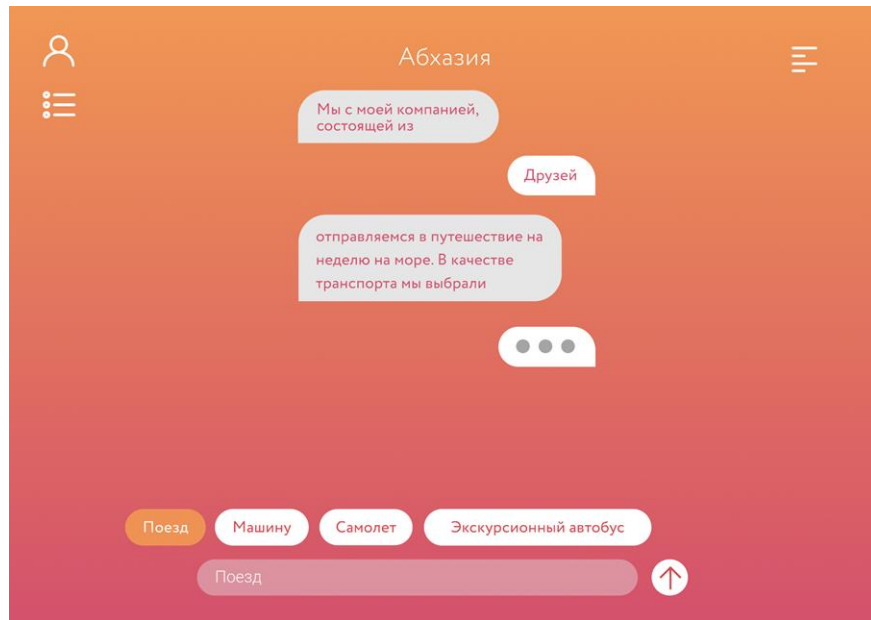 Абхазия
Мы с моей компанией,
состоящей из
Друзей
отправляемся в путешествие на
неделю на море. В качестве
транспорта мы выбрали
Поезд
Машину
Самолет
Экскурсионный автобус
Поезд